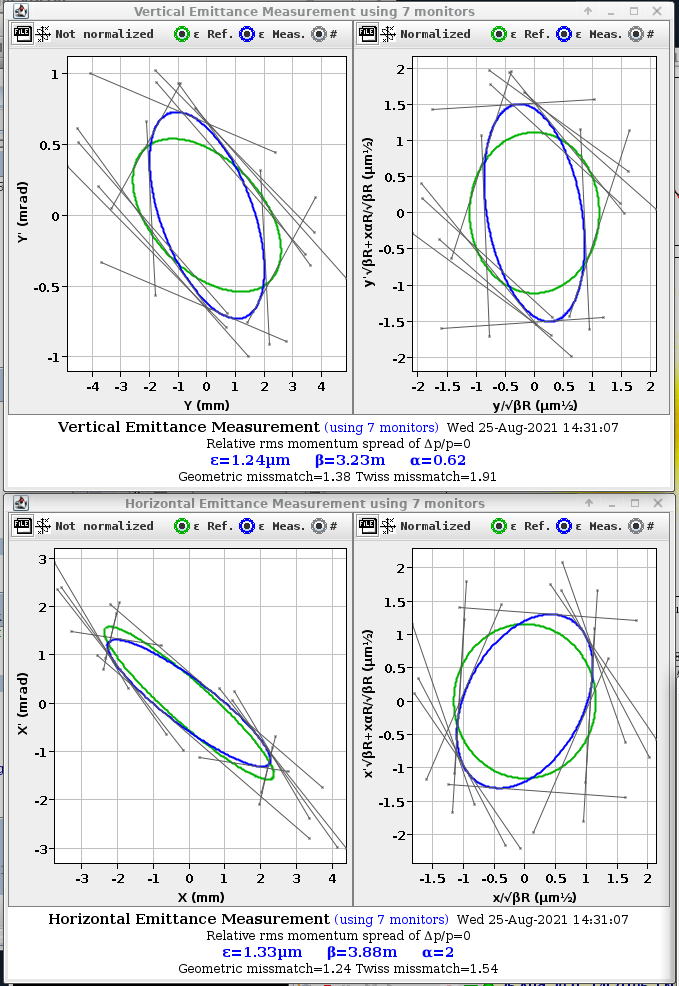 Vertical Emittance Measurement using 7 monitors
FILE Not normalized ε Ref. ε Meas. #
FILE Normalized ε Ref. ε Meas. #
1
0.5
0
-0.5
-1
Y' (mrad)
-4 -3 -2 -1 0 1 2 3 4
Y (mm)
2
1.5
1
0.5
0
-0.5
-1
-1.5
-2
y'√βR+xαR/√βR (μm½)
-2 -1.5 -1 -0.5 0 0.5 1 1.5 2
y/√βR (μm½)
Vertical Emittance Measurement (using 7 monitors) Wed 25-Aug-2021 14:31:07
Relative rms momentum spread of Δp/p=0
ε=1.24μm β=3.23m α=0.62
Geometric missmatch=1.38 Twiss missmatch=1.91
Horizontal Emittance Measurement using 7 monitors
FILE Not normalized ε Ref. ε Meas. #
FILE Normalized ε Ref. ε Meas. #
3
2
1
0
-1
-2
-3
X' (mrad)
-3 -2 -1 0 1 2 3 4
X (mm)
2
1.5
1
0.5
0
-0.5
-1
-1.5
-2
x'√βR+xαR/√βR (μm½)
-1.5 -1 -0.5 0 0.5 1 1.5 2
x/√βR (μm½)
Horizontal Emittance Measurement (using 7 monitors) Wed 25-Aug-2021 14:31:07
Relative rms momentum spread of Δp/p=0
ε=1.33μm β=3.88m α=2
Geometric missmatch=1.24 Twiss missmatch=1.54